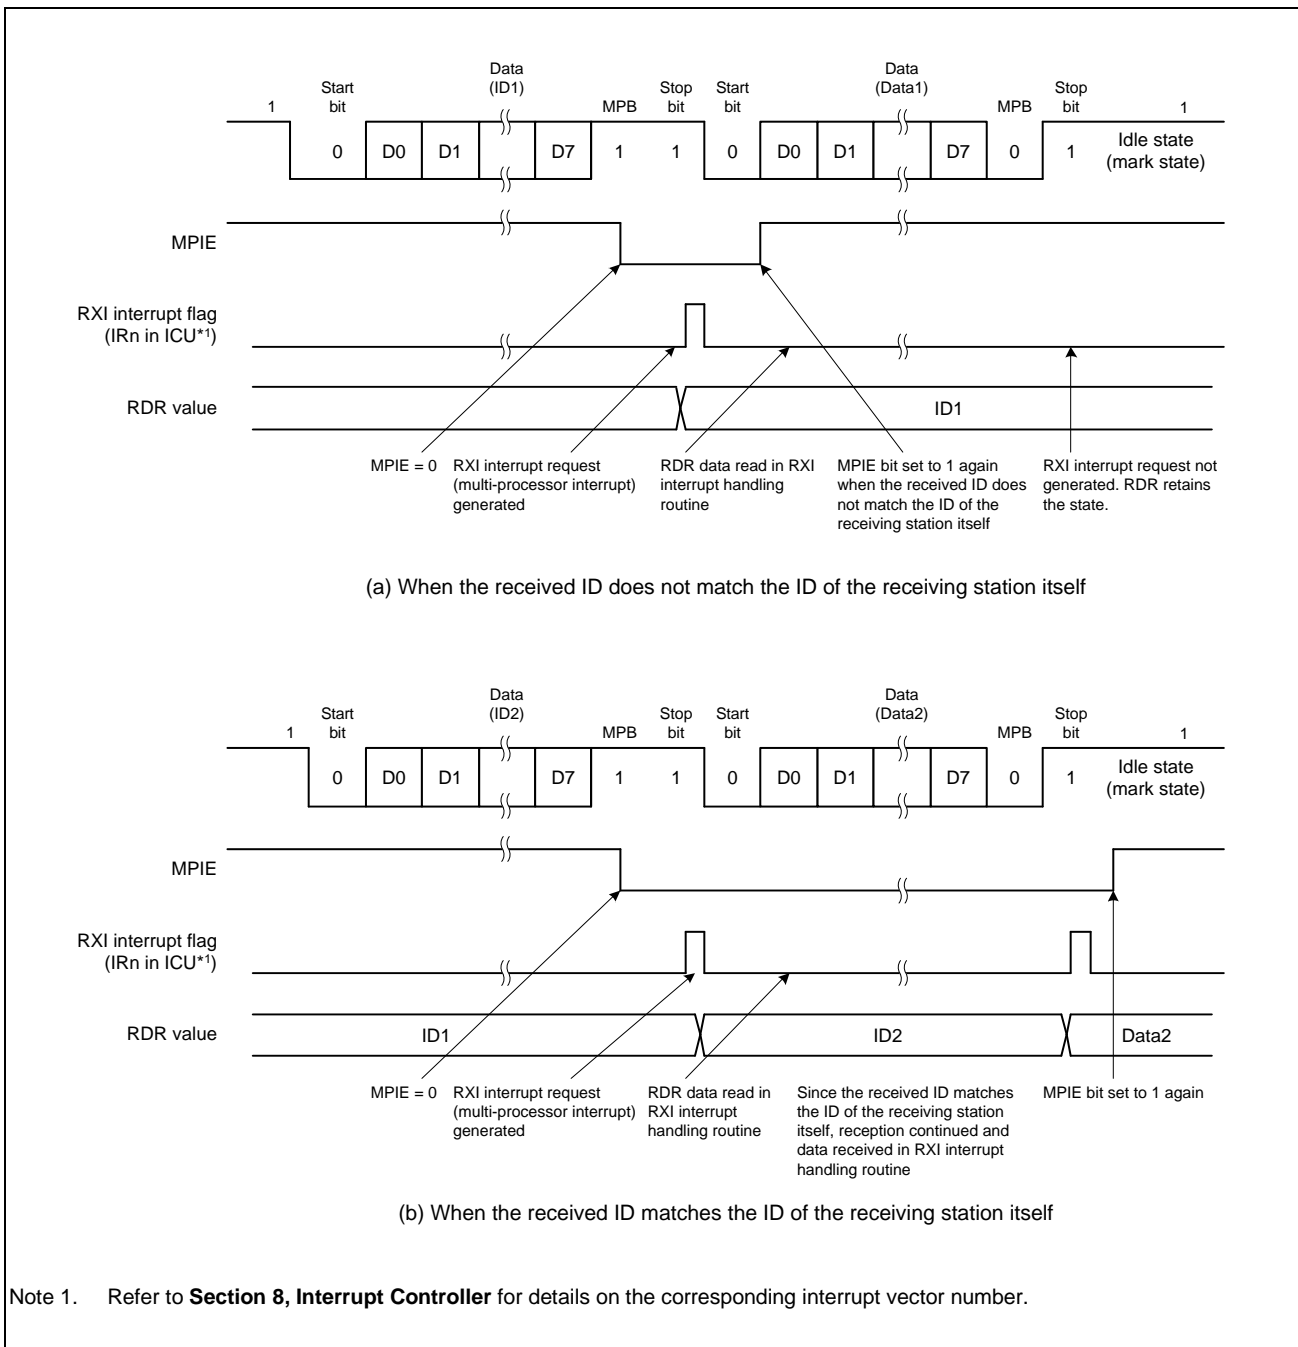 Data
(ID1)
Data
(Data1)
Start
bit
Stop
bit
Start
bit
Stop
bit
1
MPB
MPB
1
0 D0 D1 D7 1 1 0 D0 D1 D7 0 1
Idle state
(mark state)
MPIE
RXI interrupt flag
(IRn in ICU*1)
RDR value
ID1
MPIE = 0
RXI interrupt request
(multi-processor interrupt)
generated
RDR data read in RXI
interrupt handling
routine
MPIE bit set to 1 again
when the received ID does
not match the ID of the
receiving station itself
RXI interrupt request not
generated. RDR retains
the state.
(a) When the received ID does not match the ID of the receiving station itself
Data
(ID2)
Data
(Data2)
Start
bit
Stop
bit
Start
bit
Stop
bit
1
MPB
MPB
1
0 D0 D1 D7 1 1 0 D0 D1 D7 0 1
Idle state
(mark state)
MPIE
RXI interrupt flag
(IRn in ICU*1)
RDR value
ID1
ID2
Data2
MPIE = 0
RXI interrupt request
(multi-processor interrupt)
generated
RDR data read in
RXI interrupt
handling routine
Since the received ID matches
the ID of the receiving station
itself, reception continued and
data received in RXI interrupt
handling routine
MPIE bit set to 1 again
(b) When the received ID matches the ID of the receiving station itself
Note 1. Refer to Section 8, Interrupt Controller for details on the corresponding interrupt vector number.